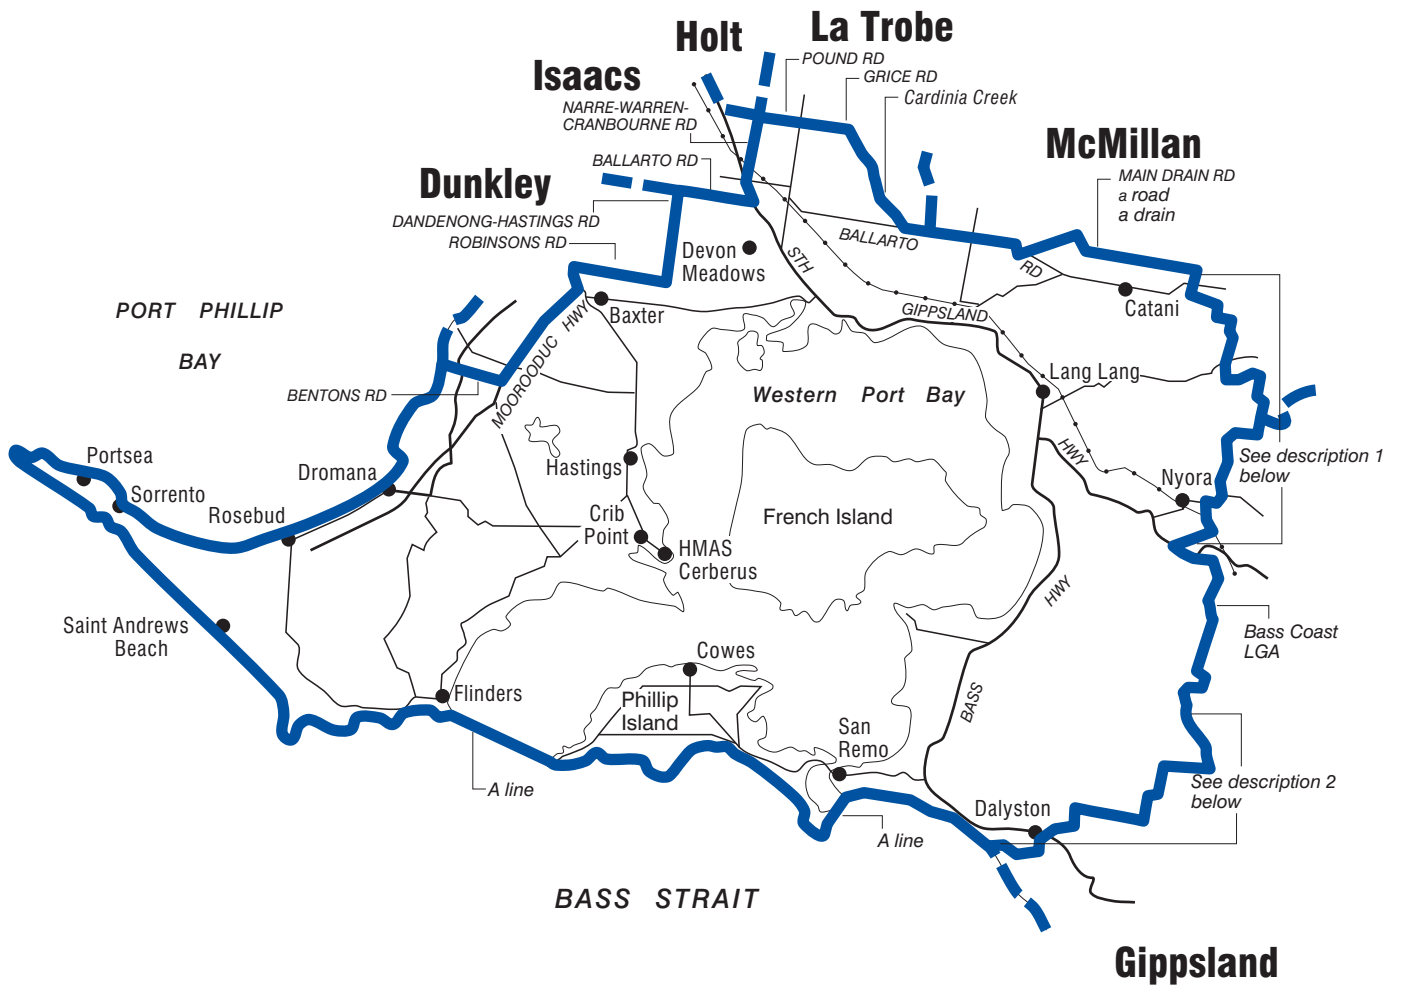 La Trobe
Holt
POUND RD
GRICE RD
Isaacs
Cardinia Creek
NARRE-WARREN-
CRANBOURNE RD
McMillan
BALLARTO RD
MAIN DRAIN RD
a road
a drain
Dunkley
DANDENONG-HASTINGS RD
ROBINSONS RD
BALLARTO
RD
Devon
Meadows
STH
PORT PHILLIP
BAY
Baxter
HWY
MOOROODUC
GIPPSLAND
Catani
Lang Lang
BENTONS RD
Western Port Bay
HWY
Portsea
Sorrento
Dromana
Rosebud
Hastings
See description 1
below
Nyora
Crib
Point
French Island
HMAS
Cerberus
HWY
Saint Andrews
Beach
Bass Coast
LGA
Cowes
Flinders
Phillip
Island
BASS
San
Remo
A line
See description 2
below
Dalyston
A line
BASS STRAIT
Gippsland